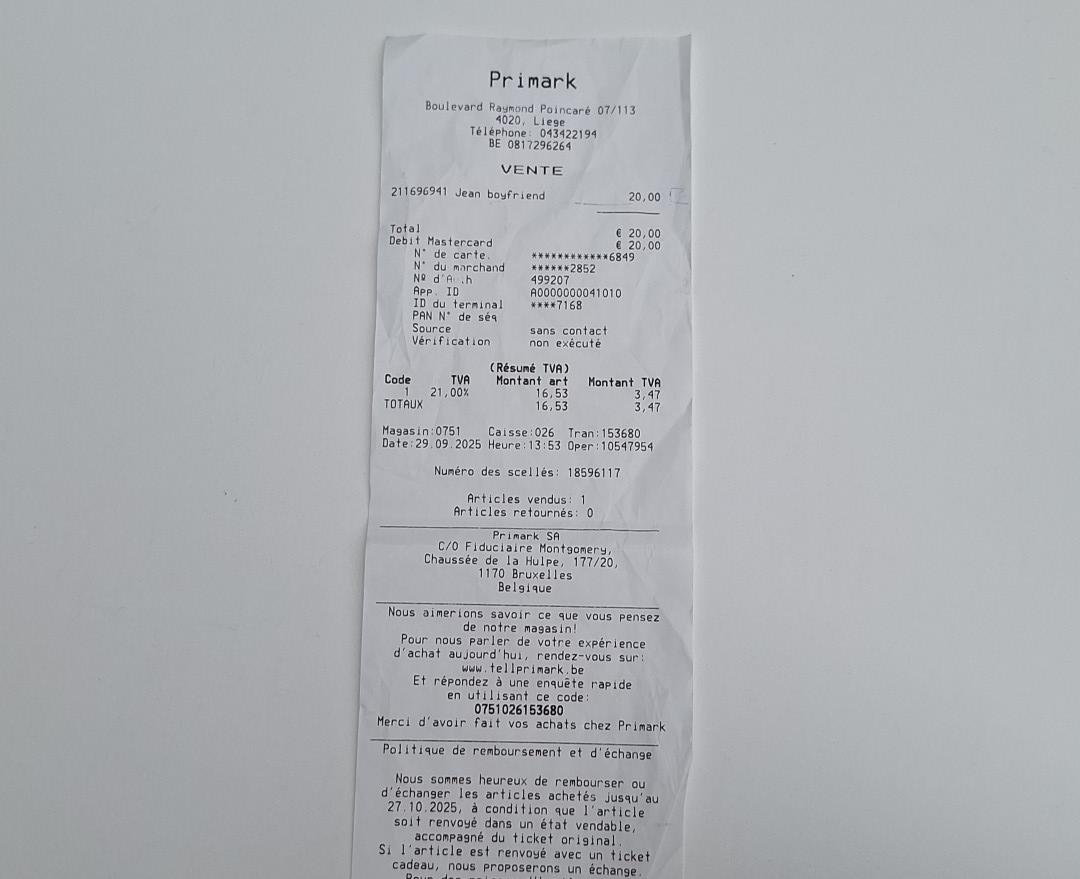 Primark
Boulevard Raymond Poincaré 07/113
4020, Liege
Téléphone: 043422194
BE 0817296264
VENTE
211696941 Jean boyfriend 20,00
Total € 20,00
Debit Mastercard € 20,00
N° de carte. ************6849
N° du marchand ******2852
Nº 499207
App. ID A0000000041010
ID du terminal ****7168
PAN N° de séq
Source sans contact
Vérification non exécuté
(Résumé TVA)
Code TVA Montant art Montant TVA
1 21,00% 16,53 3,47
TOTAUX 16,53 3,47
Magasin:0751 Caisse:026 Tran:153680
Date:29.09.2025 Heure:13:53 Oper:10547954
Numéro des scellés: 18596117
Articles vendus: 1
Articles retournés: 0
Primark SA
C/O Fiduciaire Montgomery,
Chaussée de la Hulpe, 177/20,
1170 Bruxelles
Belgique
Nous aimerions savoir ce que vous pensez
de notre magasin!
Pour nous parler de votre expérience
d'achat aujourd'hui, rendez-vous sur:
www.tellprimark.be
Et répondez à une enquête rapide
en utilisant ce code:
0751026153680
Merci d'avoir fait vos achats chez Primark
Politique de remboursement et d'échange
Nous sommes heureux de rembourser ou
d'échanger les articles achetés jusqu'au
27.10.2025, à condition que l'article
soit renvoyé dans un état vendable,
accompagné du ticket original.
Si l'article est renvoyé avec un ticket
cadeau, nous proposerons un échange.